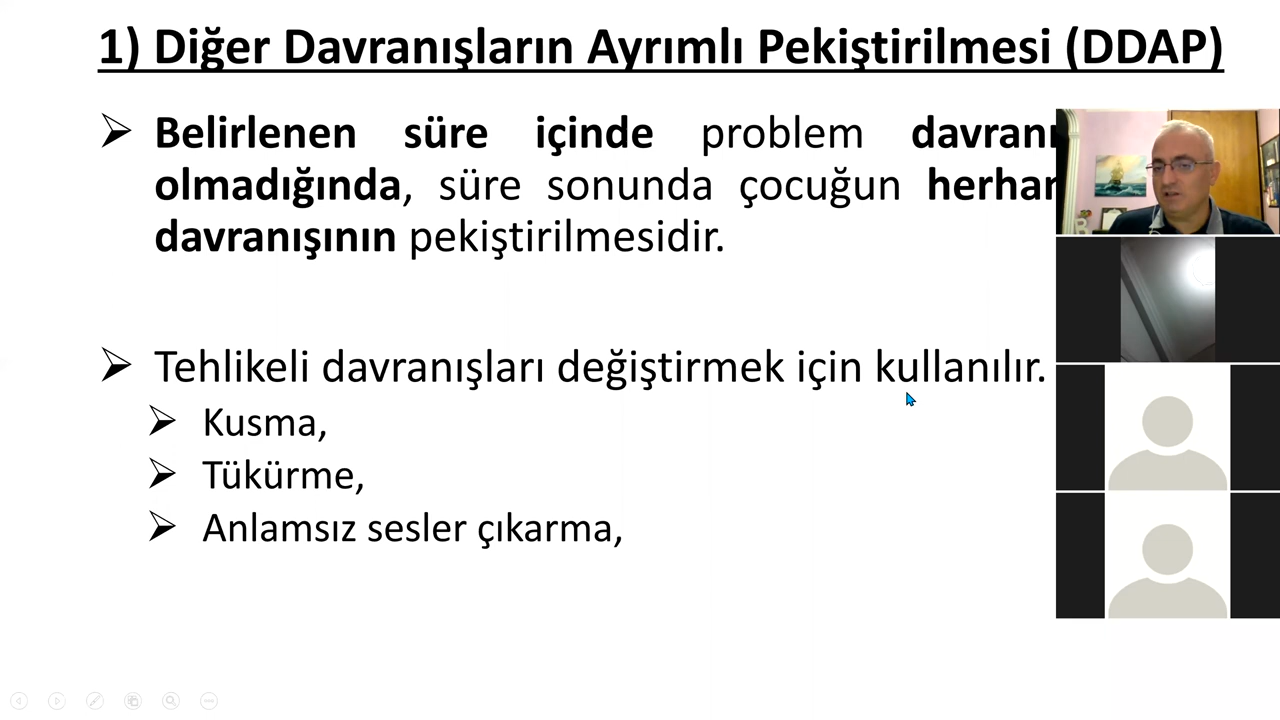 1) Diğer Davranışların Ayrımlı Pekiştirilmesi (DDAP)
Belirlenen süre içinde problem
olmadığında, süre sonunda çocuğun
davranışının pekiştirilmesidir.
Tehlikeli davranışları değiştirmek için kullanılır.
Kusma,
Tükürme,
Anlamsız sesler çıkarma,